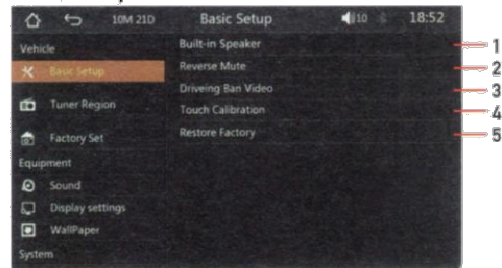 10M 21D Basic Setup 10 18:52
Vehicle
Basic Setup
Tuner Region
Factory Set
Equipment
Sound
Display settings
WallPaper
System
Built-in Speaker 1
Reverse Mute 2
Driveing Ban Video 3
Touch Calibration 4
Restore Factory 5